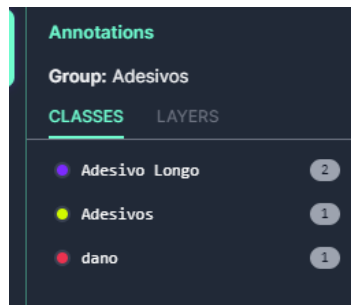 Annotations
Group: Adesivos
CLASSES LAYERS
Adesivo Longo 2
Adesivos 1
dano 1